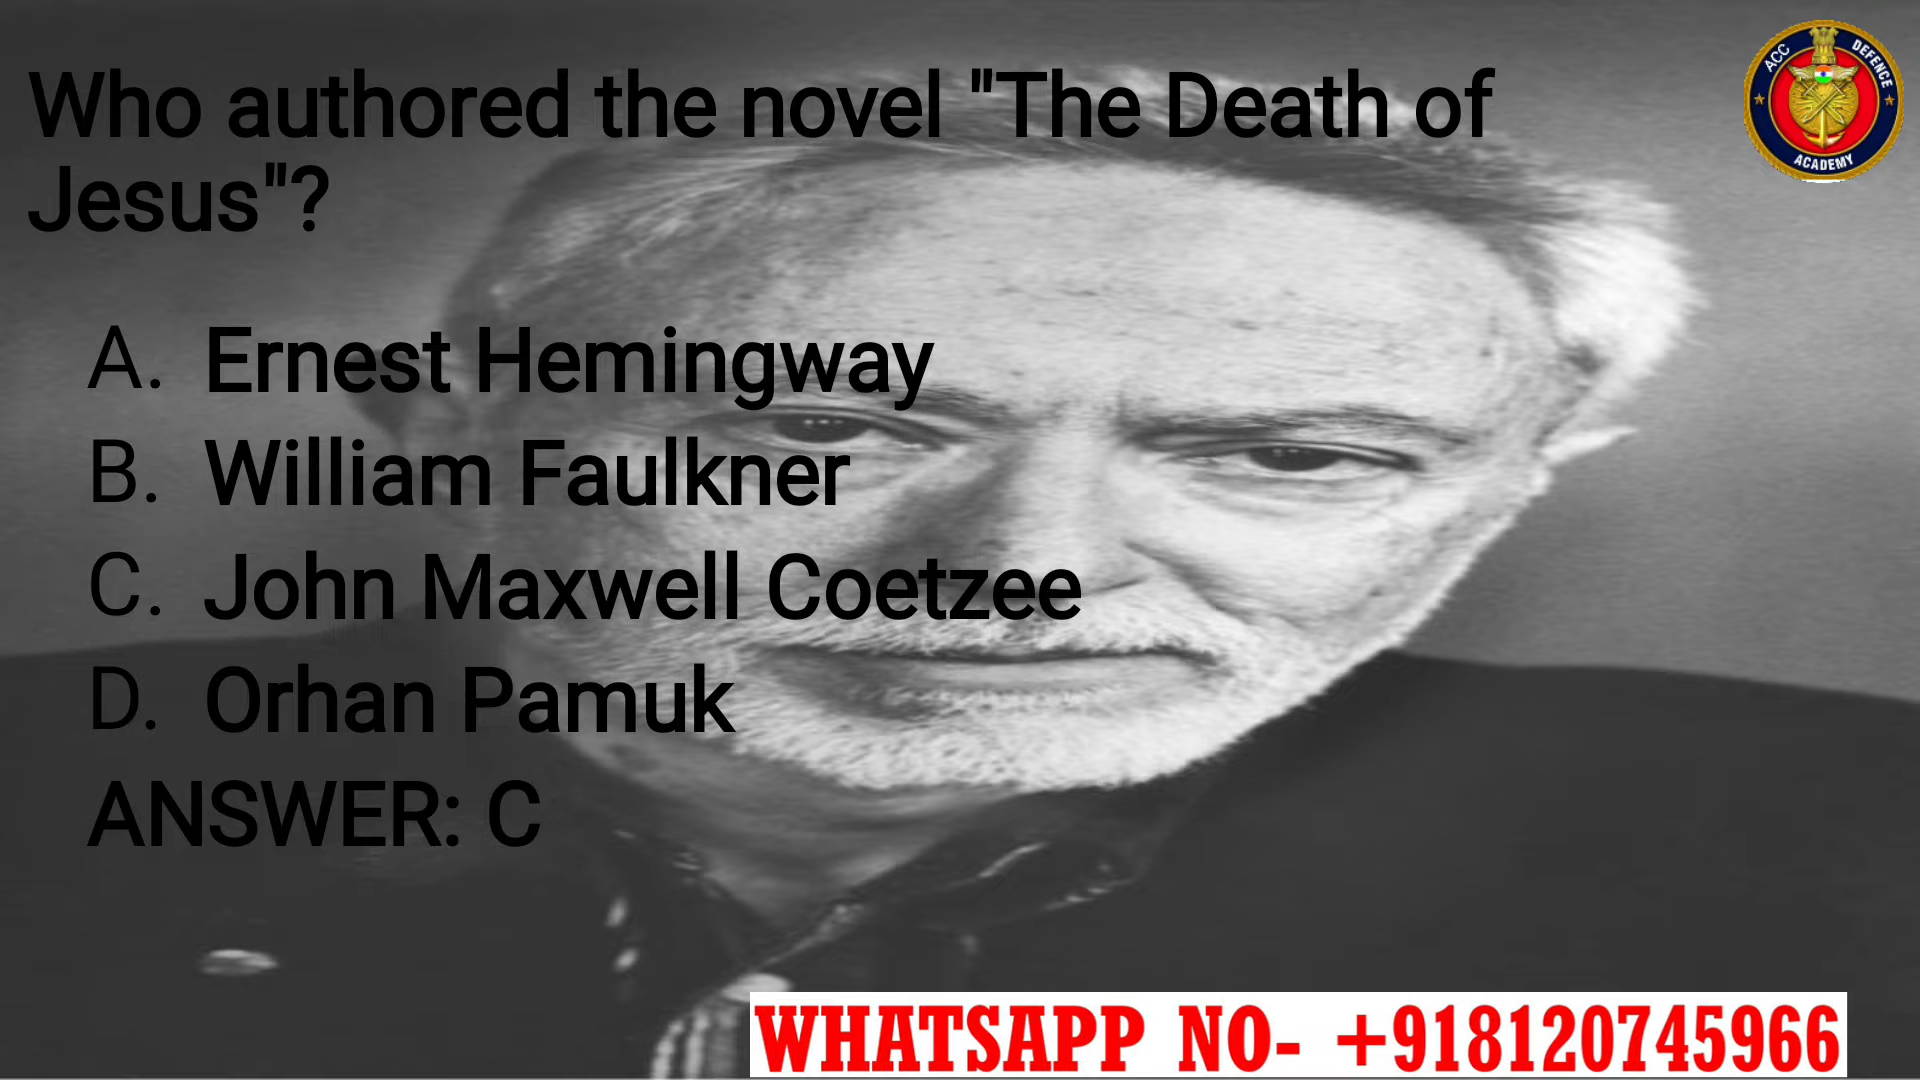 Who authored the novel "The Death of
Jesus"?
A. Ernest Hemingway
B. William Faulkner
C. John Maxwell Coetzee
D. Orhan Pamuk
ANSWER: C
ACC DEFENCE
ACADEMY
WHATSAPP NO- +918120745966